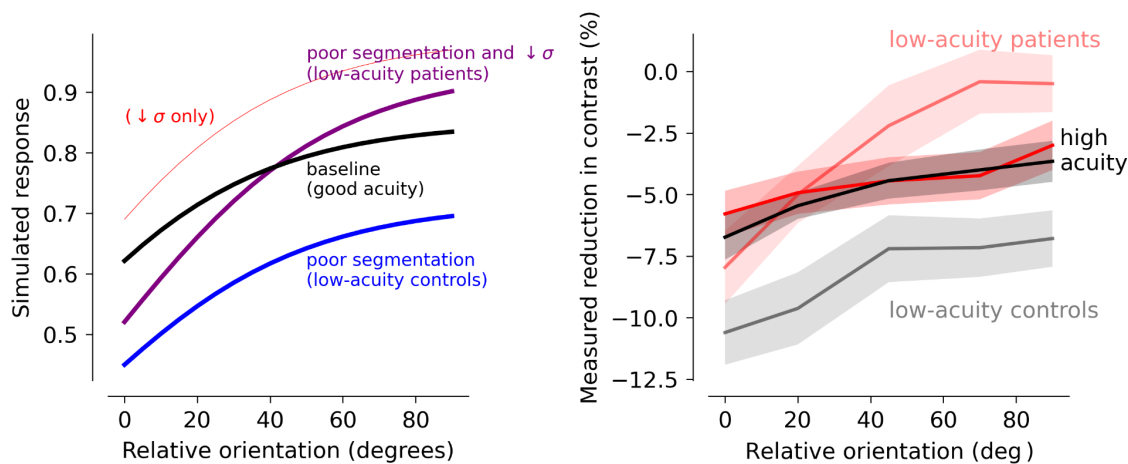 poor segmentation and ↓ σ
(low-acuity patients)
(↓ σ only)
baseline
(good acuity)
poor segmentation
(low-acuity controls)
0.9
0.8
0.7
0.6
0.5
0
20
40
60
80
Simulated response
Relative orientation (degrees)
low-acuity patients
high
acuity
low-acuity controls
0.0
−2.5
−5.0
−7.5
−10.0
−12.5
0
20
40
60
80
Measured reduction in contrast (%)
Relative orientation (deg)